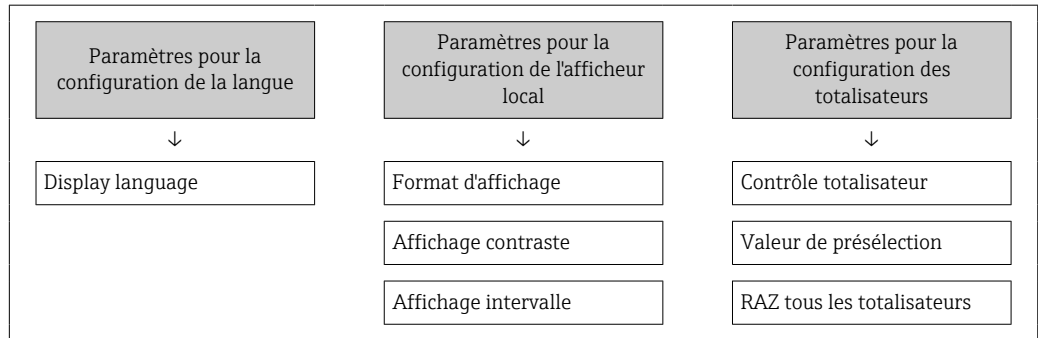 Paramètres pour la
configuration de la langue
↓
Display language
Paramètres pour la
configuration de l'afficheur
local
↓
Format d'affichage
Affichage contraste
Affichage intervalle
Paramètres pour la
configuration des
totalisateurs
↓
Contrôle totalisateur
Valeur de présélection
RAZ tous les totalisateurs